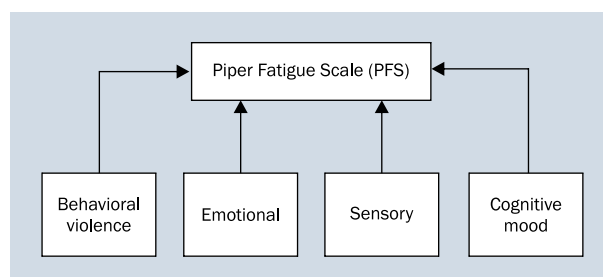 Piper Fatigue Scale (PFS)
Behavioral
violence
Emotional
Sensory
Cognitive
mood